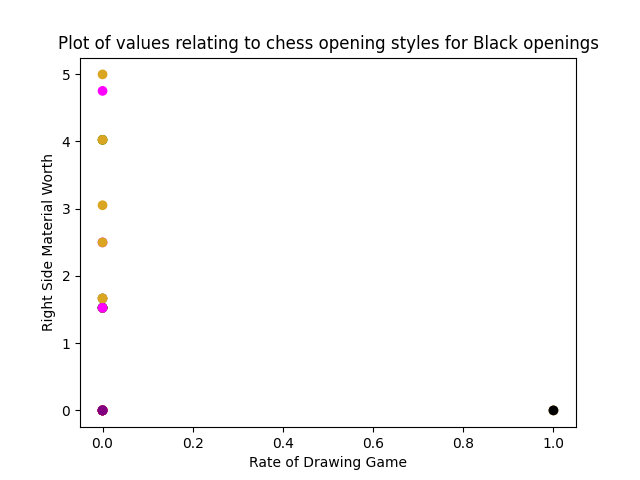 Plot of values relating to chess opening styles for Black openings
5
4
3
2
1
0
Right Side Material Worth
0.0 0.2 0.4 0.6 0.8 1.0
Rate of Drawing Game